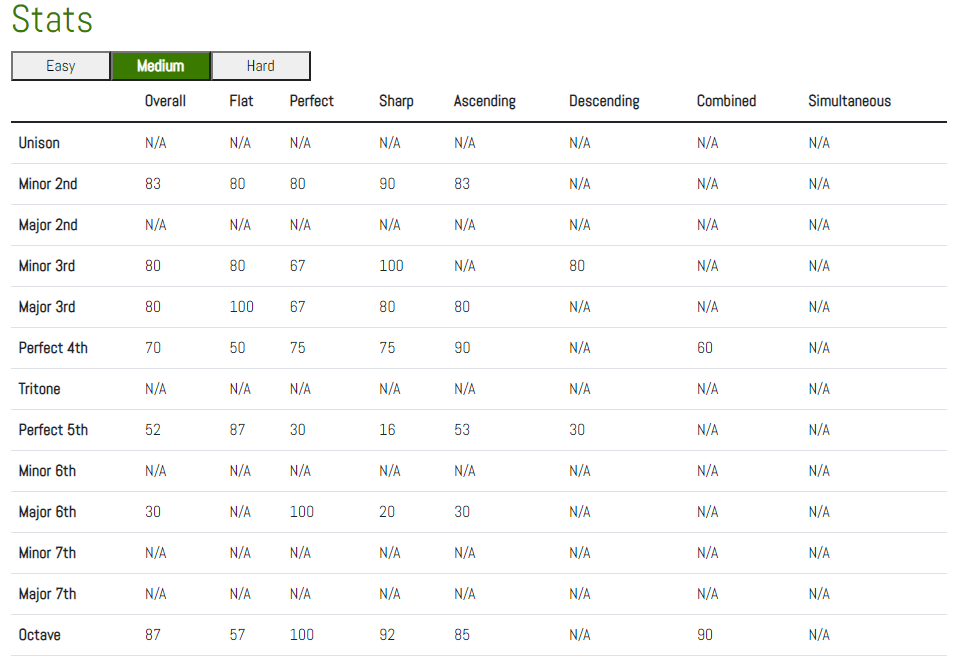 Stats
Easy Medium Hard
Overall Flat Perfect Sharp Ascending Descending Combined Simultaneous
Unison N/A N/A N/A N/A N/A N/A N/A N/A
Minor 2nd 83 80 80 90 83 N/A N/A N/A
Major 2nd N/A N/A N/A N/A N/A N/A N/A N/A
Minor 3rd 80 80 67 100 N/A 80 N/A N/A
Major 3rd 80 100 67 80 80 N/A N/A N/A
Perfect 4th 70 50 75 75 90 N/A 60 N/A
Tritone N/A N/A N/A N/A N/A N/A N/A N/A
Perfect 5th 52 87 30 16 53 30 N/A N/A
Minor 6th N/A N/A N/A N/A N/A N/A N/A N/A
Major 6th 30 N/A 100 20 30 N/A N/A N/A
Minor 7th N/A N/A N/A N/A N/A N/A N/A N/A
Major 7th N/A N/A N/A N/A N/A N/A N/A N/A
Octave 87 57 100 92 85 N/A 90 N/A